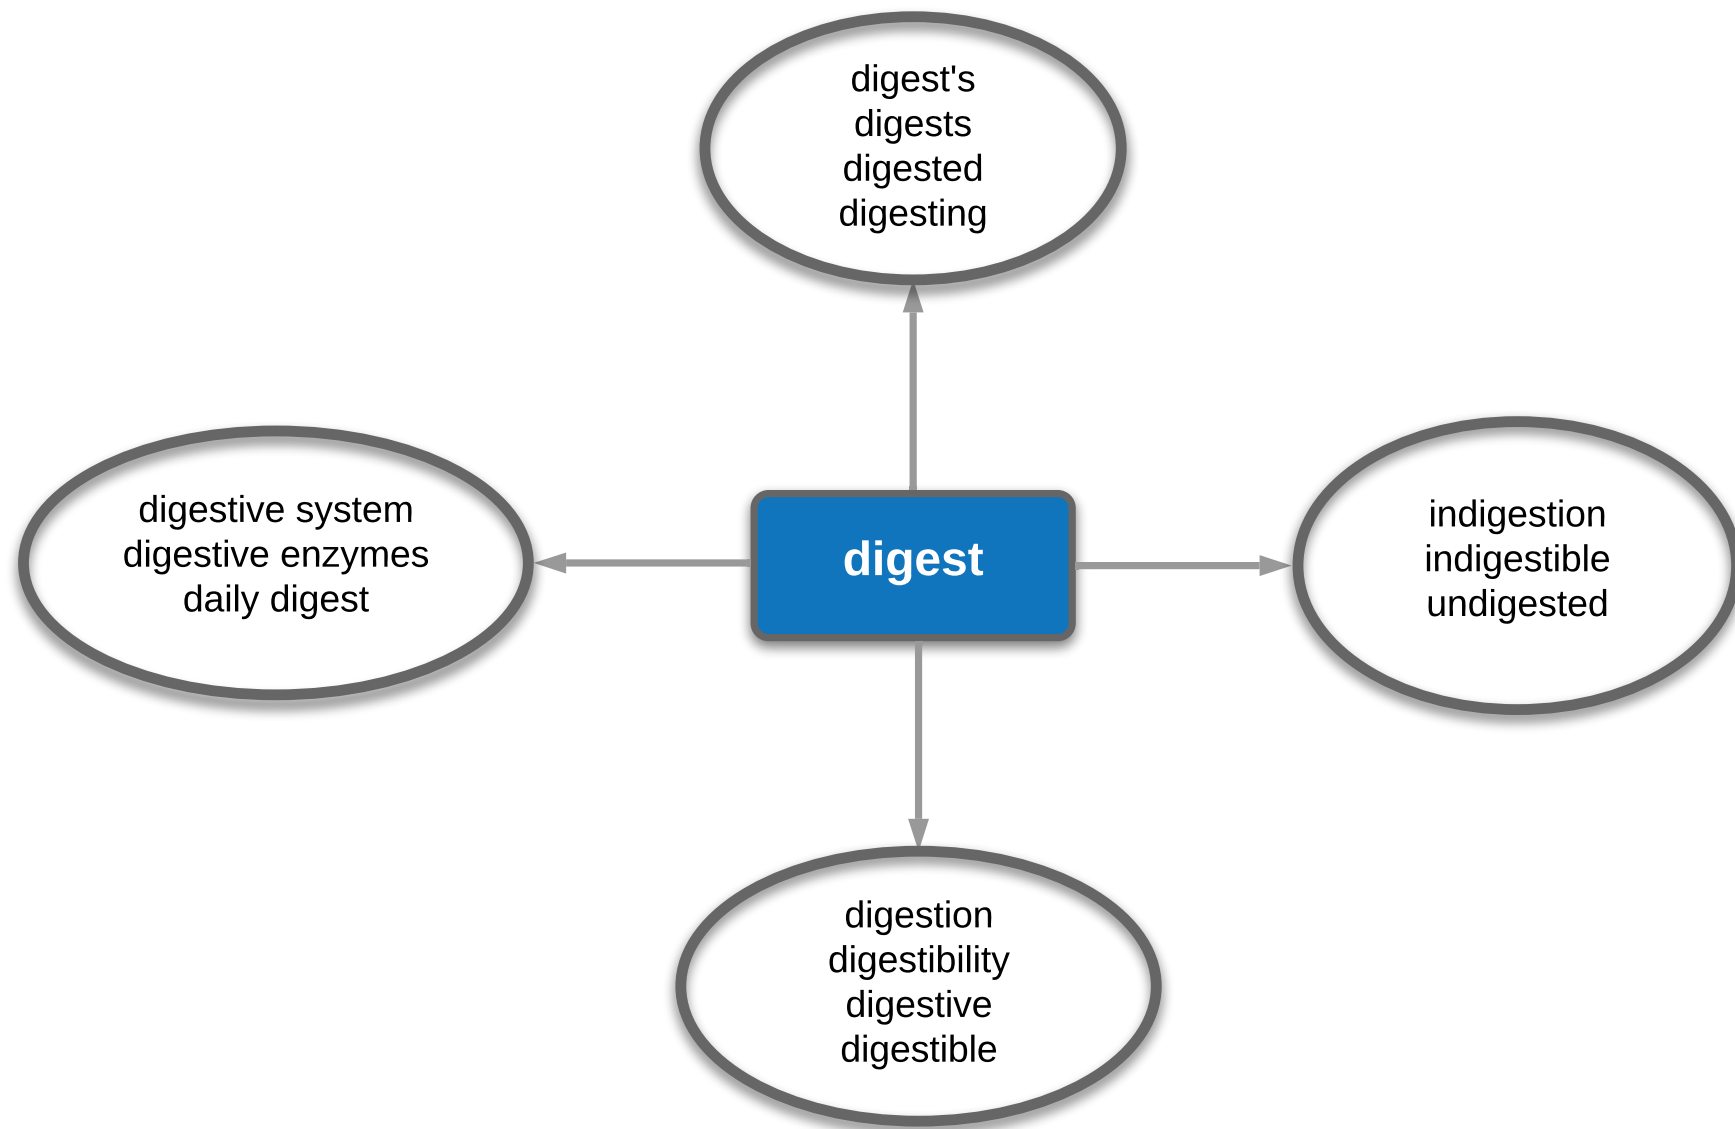 digest's
digests
digested
digesting
digestive system
digestive enzymes
daily digest
digest
indigestion
indigestible
undigested
digestion
digestibility
digestive
digestible